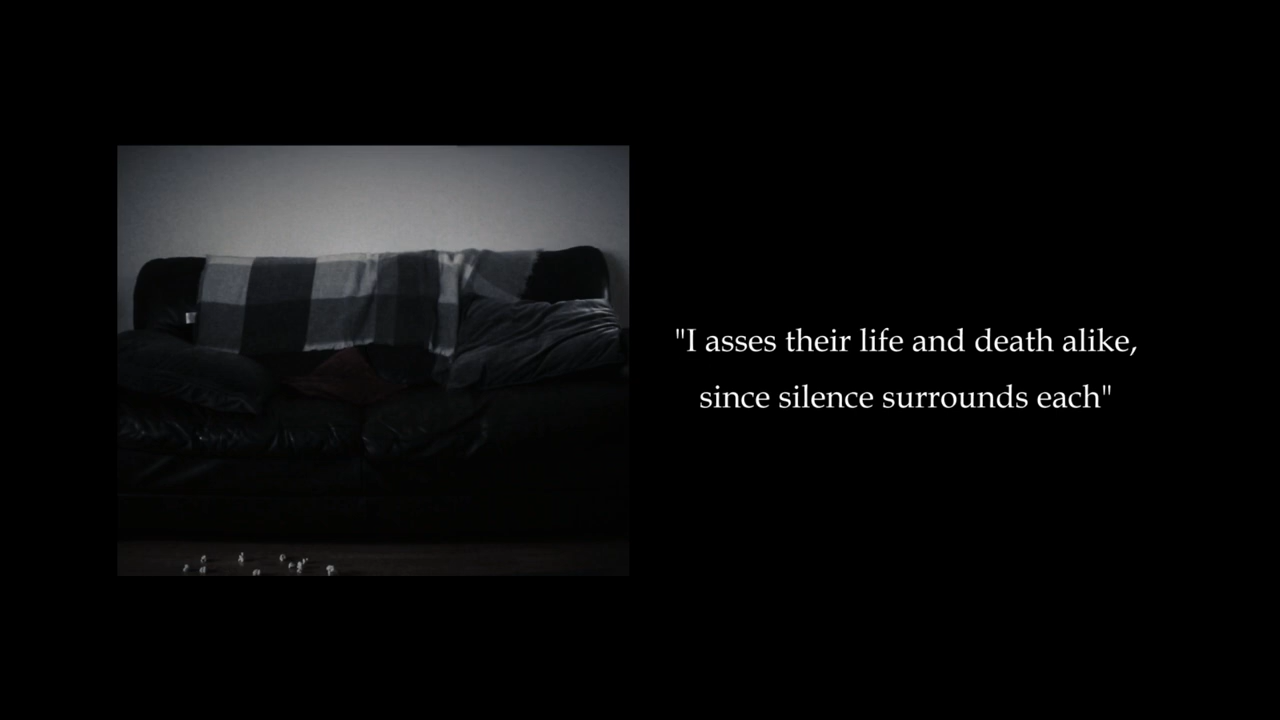 "I asses their life and death alike,
since silence surrounds each"